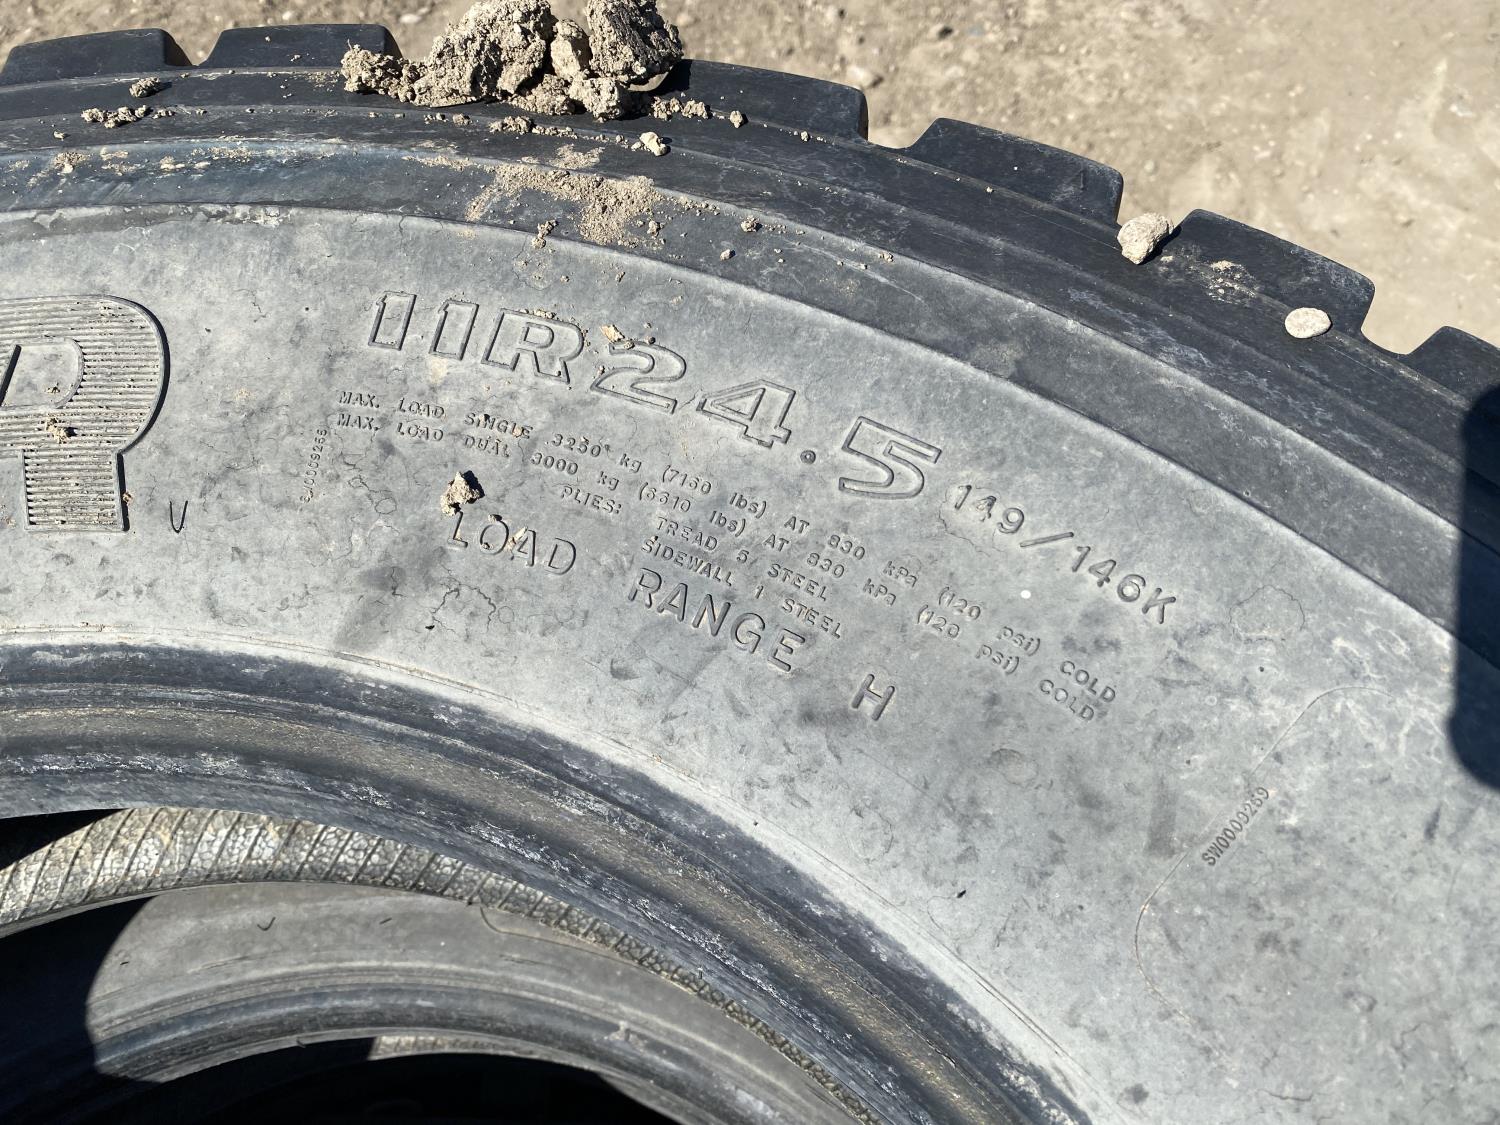 R
11R24.5 149/146K
MAX. LOAD SINGLE 3250 kg (7160 lbs) AT 830 kPa (120 psi) COLD
MAX. LOAD DUAL 3000 kg (6610 lbs) AT 830 kPa (120 psi) COLD
PLIES: TREAD 5 STEEL
SIDEWALL 1 STEEL
LOAD RANGE H
SW0009259